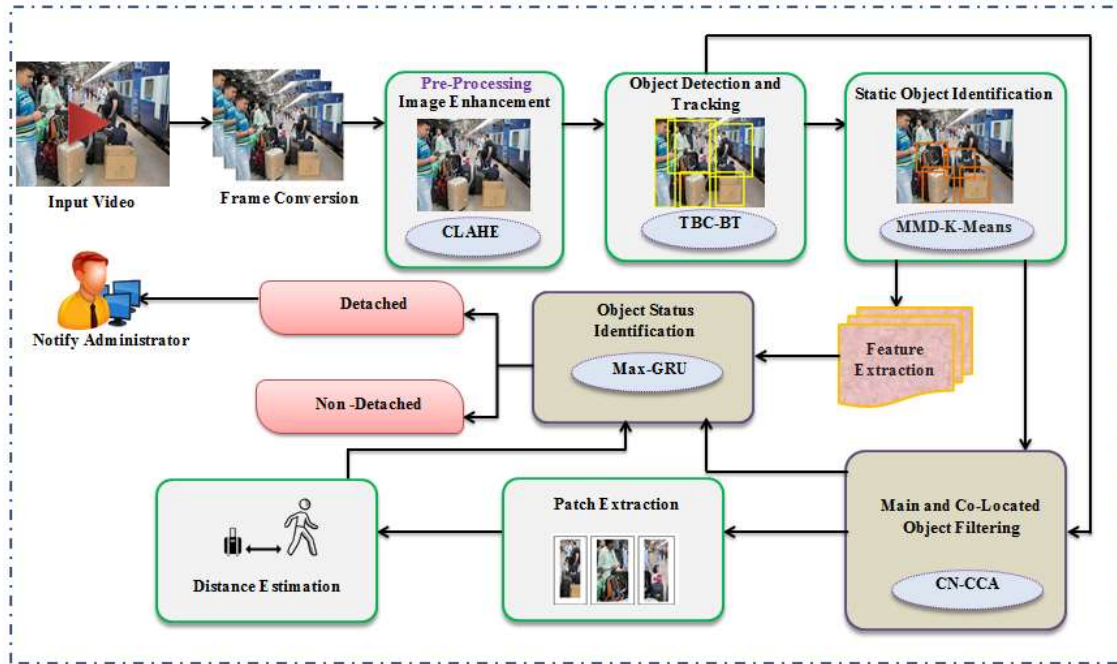 Input Video
Frame Conversion
Pre-Processing
Image Enhancement
CLAHE
Object Detection and
Tracking
TBC-BT
Static Object Identification
MMD-K-Means
Notify Administrator
Detached
Non -Detached
Object Status
Identification
Max-GRU
Feature
Extraction
Distance Estimation
Patch Extraction
Main and Co-Located
Object Filtering
CN-CCA